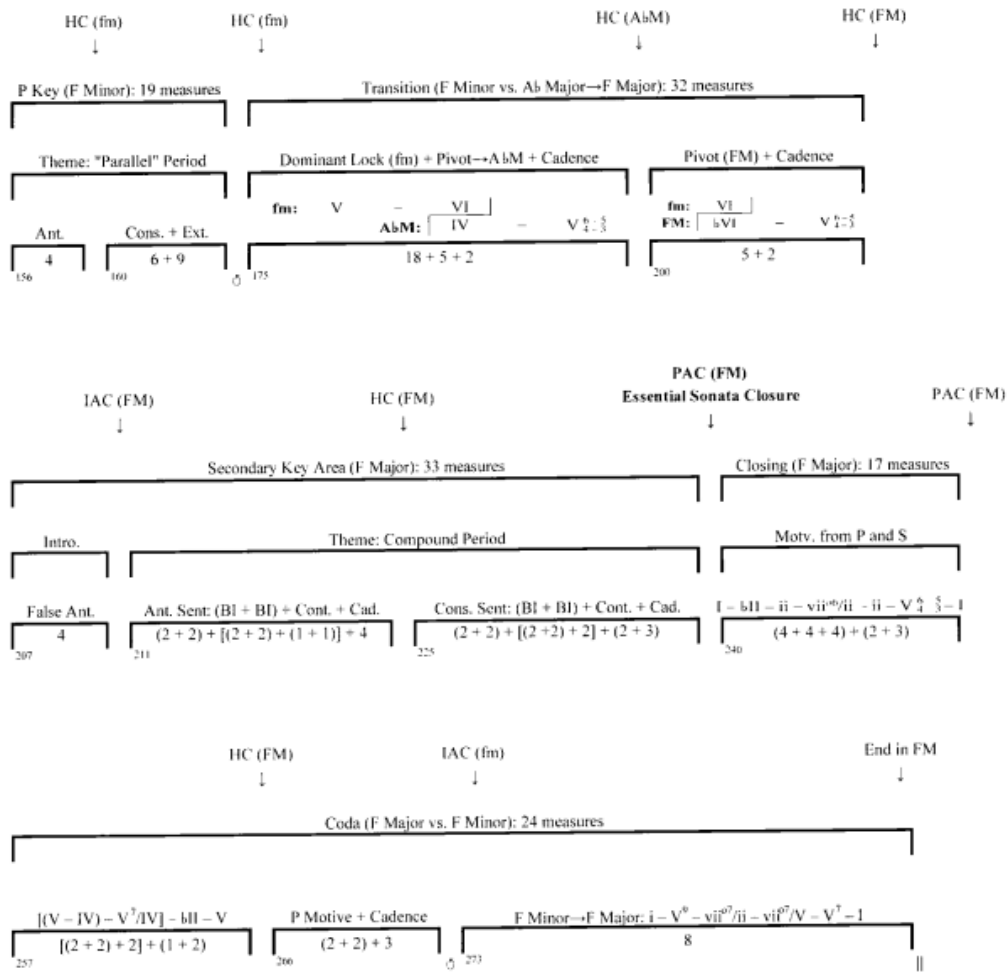 HC (fm) HC (fm) HC (A♭M) HC (FM)
↓ ↓ ↓ ↓
P Key (F Minor): 19 measures Transition (F Minor vs. A♭ Major→F Major): 32 measures
Theme: "Parallel" Period Dominant Lock (fm) + Pivot→A♭M + Cadence Pivot (FM) + Cadence
fm: V – VI fm: VI
A♭M: IV – V 6–5 4–3 FM: ♭VI – V 6–5 4–3
Ant. Cons. + Ext.
4 6 + 9 18 + 5 + 2 5 + 2
156 160 175 200
PAC (FM)
IAC (FM) HC (FM) Essential Sonata Closure PAC (FM)
↓ ↓ ↓ ↓
Secondary Key Area (F Major): 33 measures Closing (F Major): 17 measures
Intro. Theme: Compound Period Motv. from P and S
False Ant. Ant. Sent: (BI + BI) + Cont. + Cad. Cons. Sent: (BI + BI) + Cont. + Cad. I – ♭II – ii – vii°⁶/ii – ii – V 6 4 – 5 3 – I
4 (2 + 2) + [(2 + 2) + (1 + 1)] + 4 (2 + 2) + [(2 +2) + 2] + (2 + 3) (4 + 4 + 4) + (2 + 3)
207 211 225 240
HC (FM) IAC (fm) End in FM
↓ ↓ ↓
Coda (F Major vs. F Minor): 24 measures
[(V – IV) – V⁷/IV] – ♭II – V P Motive + Cadence F Minor→F Major: i – V⁹ – vii°⁷/ii – vii°⁷/V – V⁷ – I
[(2 + 2) + 2] + (1 + 2) (2 + 2) + 3 8
257 266 273